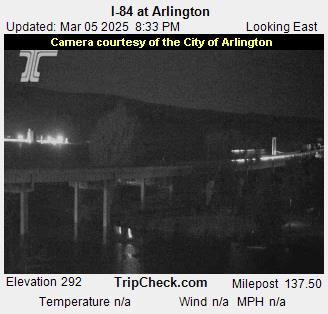 I-84 at Arlington
Updated: Mar 05 2025 8:33 PM Looking East
Camera courtesy of the City of Arlington
Elevation 292 TripCheck.com Milepost 137.50
Temperature n/a Wind n/a MPH n/a